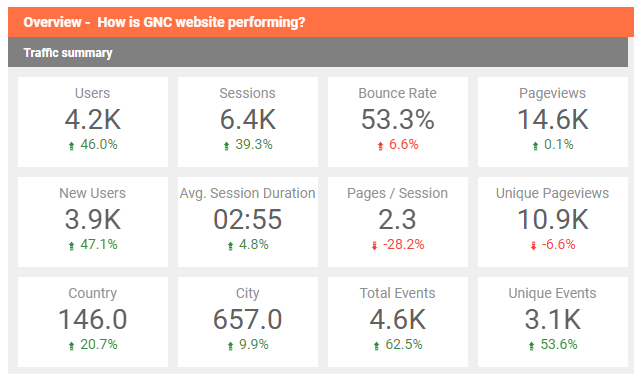 Overview -  How is GNC website performing?
Traffic summary
Users Sessions Bounce Rate Pageviews
4.2K 6.4K 53.3% 14.6K
46.0% 39.3% 6.6% 0.1%
New Users Avg. Session Duration Pages / Session Unique Pageviews
3.9K 02:55 2.3 10.9K
47.1% 4.8% -28.2% -6.6%
Country City Total Events Unique Events
146.0 657.0 4.6K 3.1K
20.7% 9.9% 62.5% 53.6%